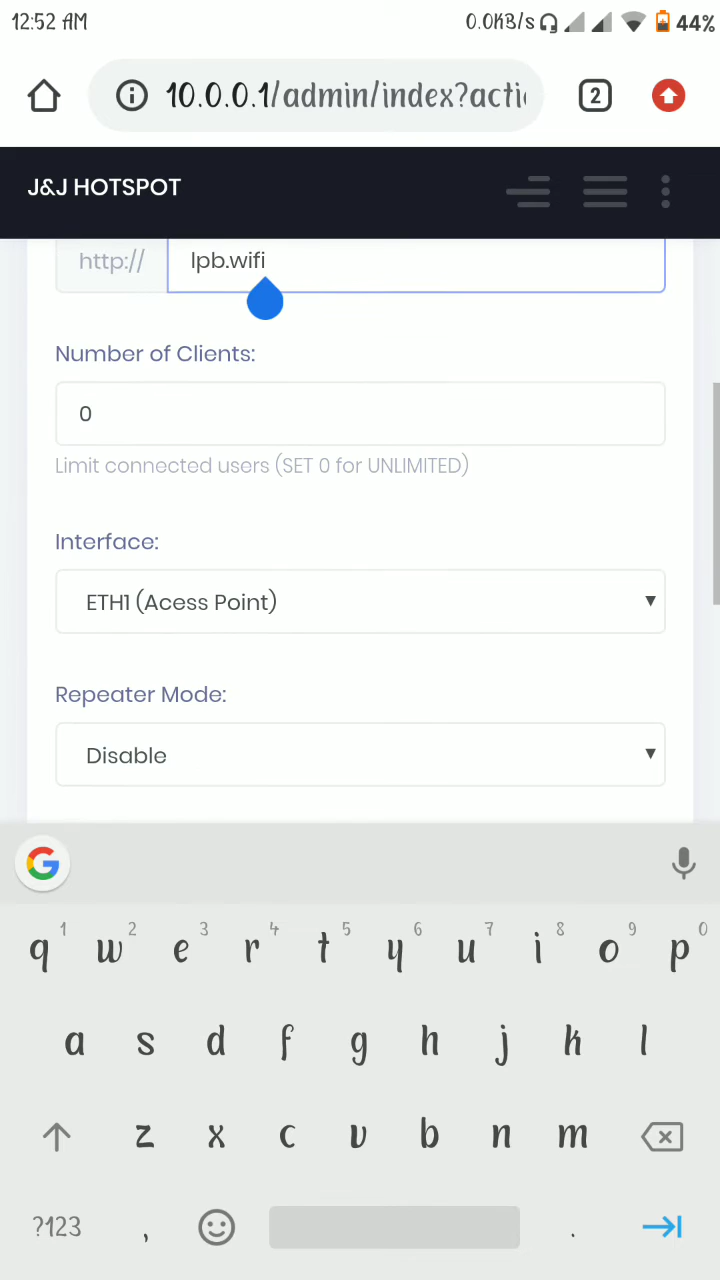 12:52 AM 0.0KB/s 44%
10.0.0.1/admin/index?acti
2
J&J HOTSPOT
http:// lpb.wifi
Number of Clients:
0
Limit connected users (SET 0 for UNLIMITED)
Interface:
ETH1 (Acess Point)
Repeater Mode:
Disable
1 2 3 4 5 6 7 8 9 0
q w e r t y u i o p
a s d f g h j k l
z x c v b n m
?123 , .